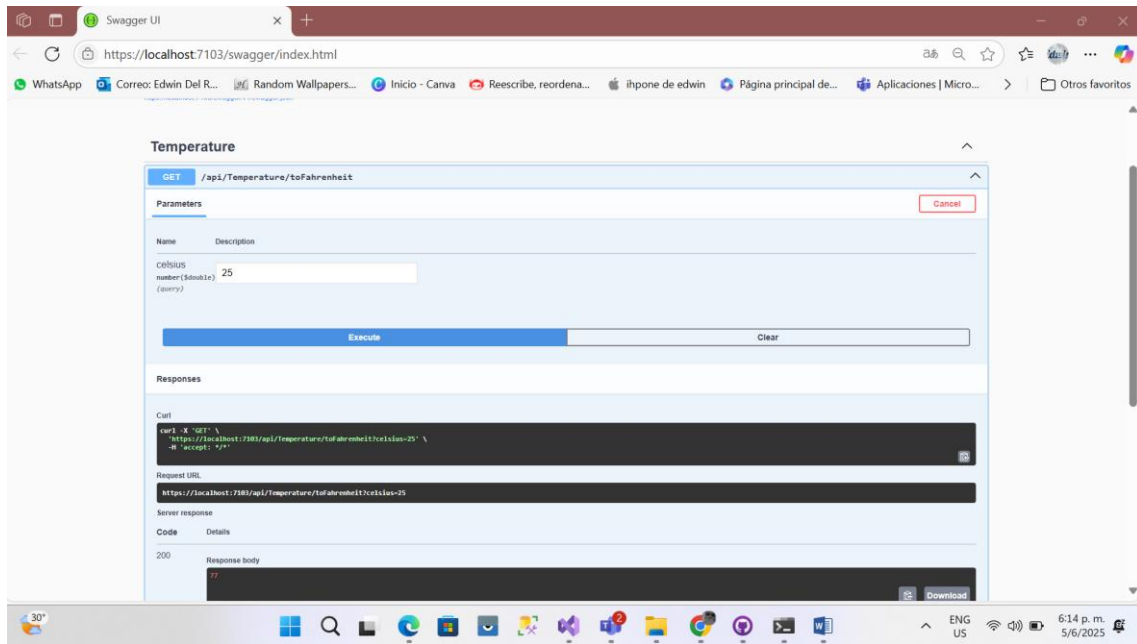 Swagger UI
https://localhost:7103/swagger/index.html
WhatsApp
Correo: Edwin Del R...
Random Wallpapers...
Inicio - Canva
Reescribe, reordena...
ihpone de edwin
Página principal de...
Aplicaciones | Micro...
Otros favoritos
Temperature
GET /api/Temperature/toFahrenheit
Parameters
Cancel
Name Description
celsius
number($double)
(query)
25
Execute Clear
Responses
Curl
curl -X 'GET' \
'https://localhost:7103/api/Temperature/toFahrenheit?celsius=25' \
-H 'accept: */*'
Request URL
https://localhost:7103/api/Temperature/toFahrenheit?celsius=25
Server response
Code Details
200
Response body
77
Download
30°
ENG
US
6:14 p. m.
5/6/2025